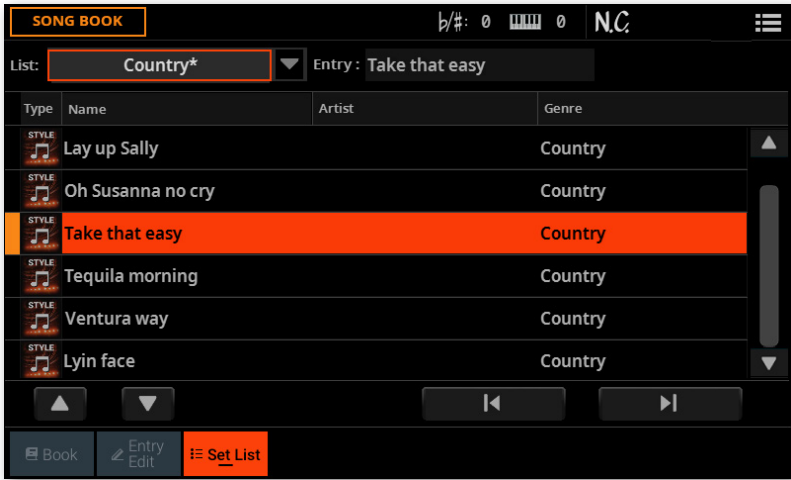 SONG BOOK ♭/♯: 0 0 N.C.
List: Country* Entry : Take that easy
Type Name Artist Genre
STYLE Lay up Sally Country
STYLE Oh Susanna no cry Country
STYLE Take that easy Country
STYLE Tequila morning Country
STYLE Ventura way Country
STYLE Lyin face Country
Book Entry Edit Set List